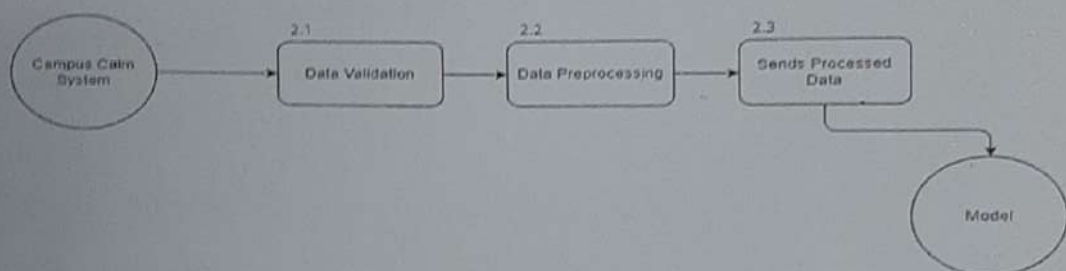 Campus Calm
System
2.1
Data Validation
2.2
Data Preprocessing
2.3
Sends Processed
Data
Model